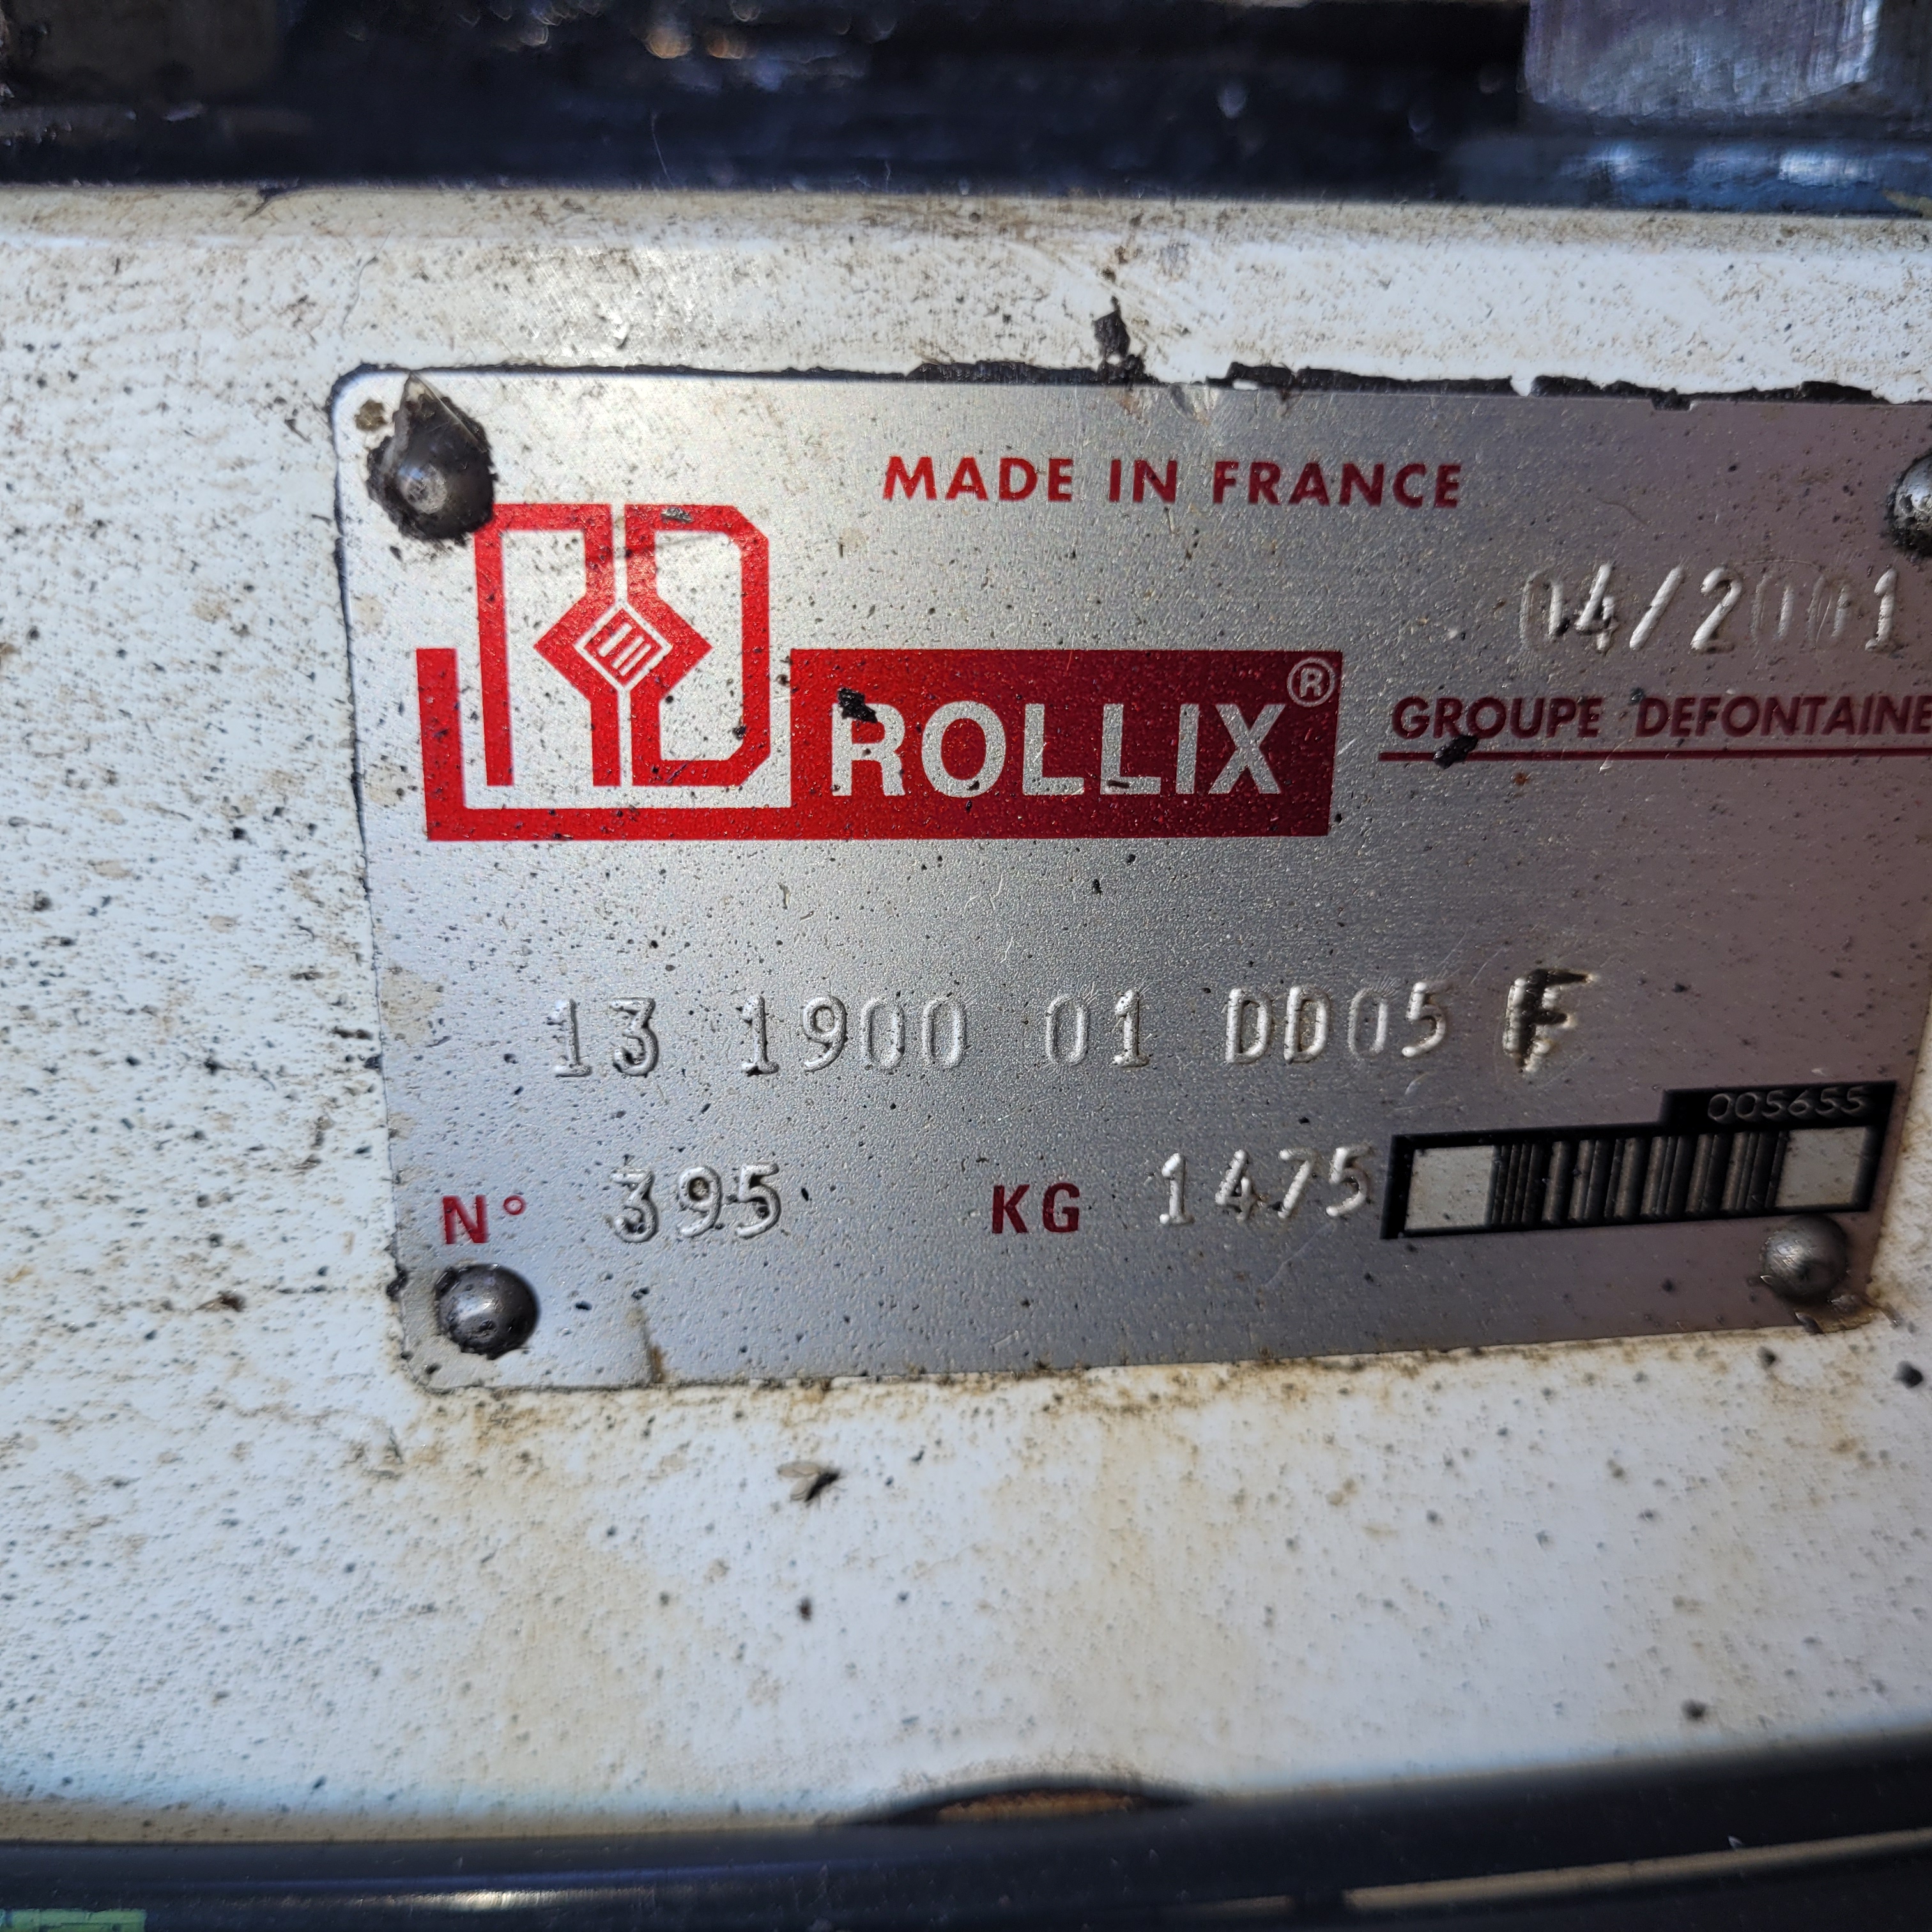 MADE IN FRANCE
04/2001
ROLLIX®
GROUPE DEFONTAINE
13 1900 01 DD05 F
005655
N° 395 KG 1475